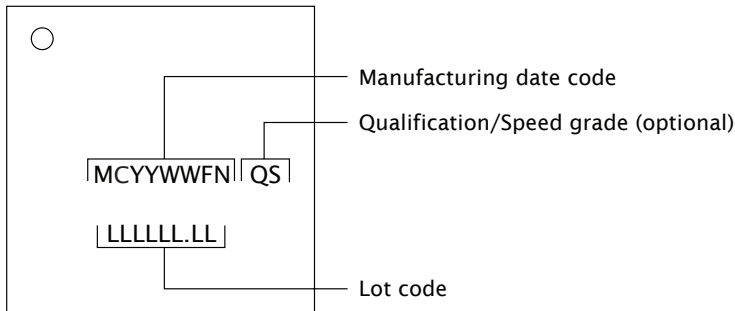 Manufacturing date code
Qualification/Speed grade (optional)
MCYYWWFN QS
LLLLLL.LL
Lot code